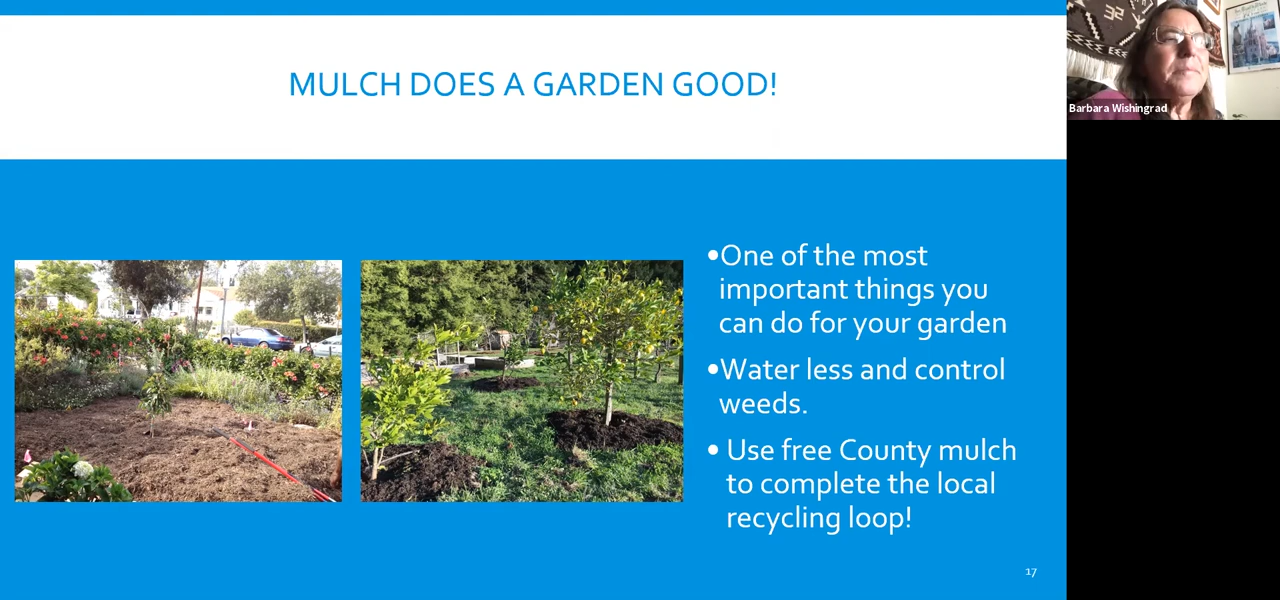 MULCH DOES A GARDEN GOOD!
Barbara Wishingrad
•One of the most
important things you
can do for your garden
•Water less and control
weeds.
• Use free County mulch
to complete the local
recycling loop!
17